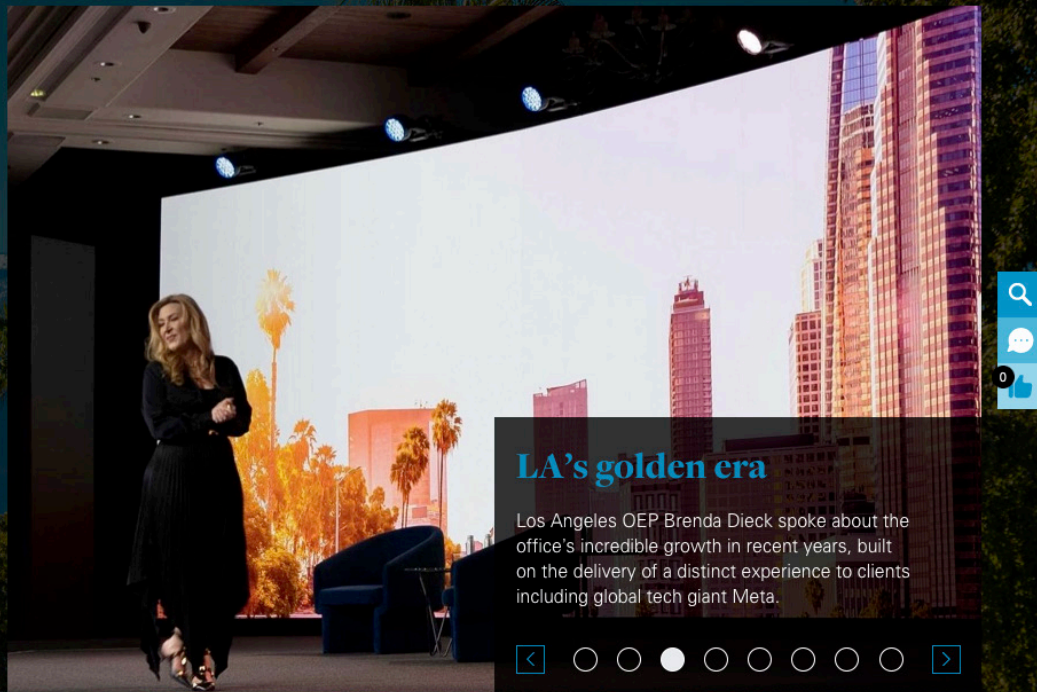 0
LA’s golden era
Los Angeles OEP Brenda Dieck spoke about the
office’s incredible growth in recent years, built
on the delivery of a distinct experience to clients
including global tech giant Meta.